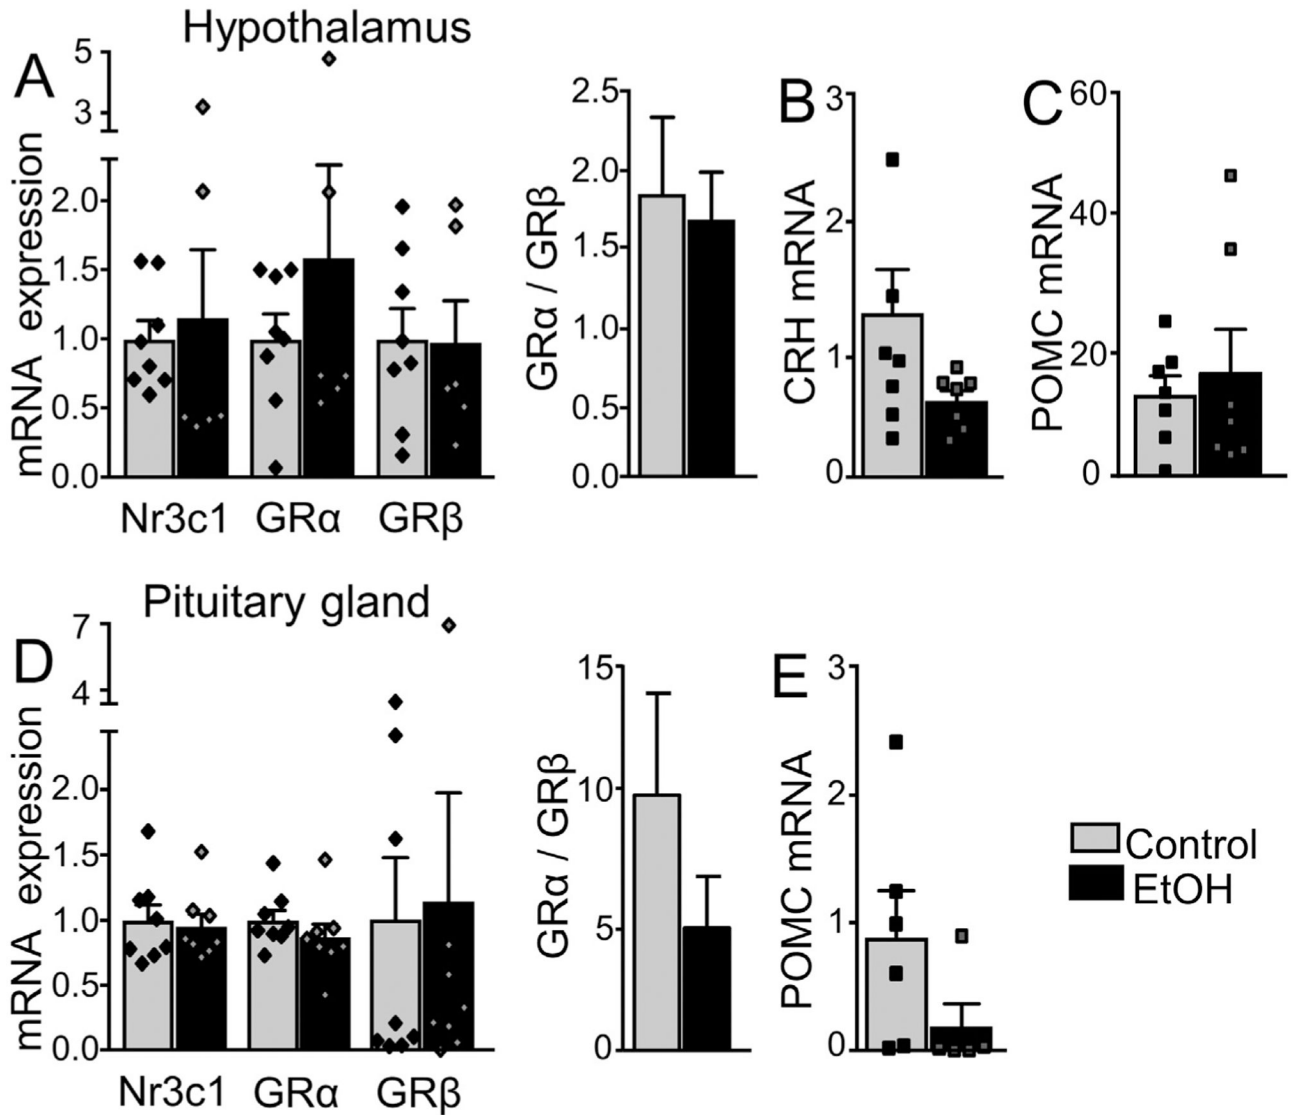 Hypothalamus
A
mRNA expression
5
3
2.0
1.5
1.0
0.5
0.0
Nr3c1 GRα GRβ
GRα / GRβ
2.5
2.0
1.5
1.0
0.5
0.0
B
CRH mRNA
3
2
1
0
C
POMC mRNA
60
40
20
0
Pituitary gland
D
mRNA expression
7
4
2.0
1.5
1.0
0.5
0.0
Nr3c1 GRα GRβ
GRα / GRβ
15
10
5
0
E
POMC mRNA
3
2
1
0
Control
EtOH